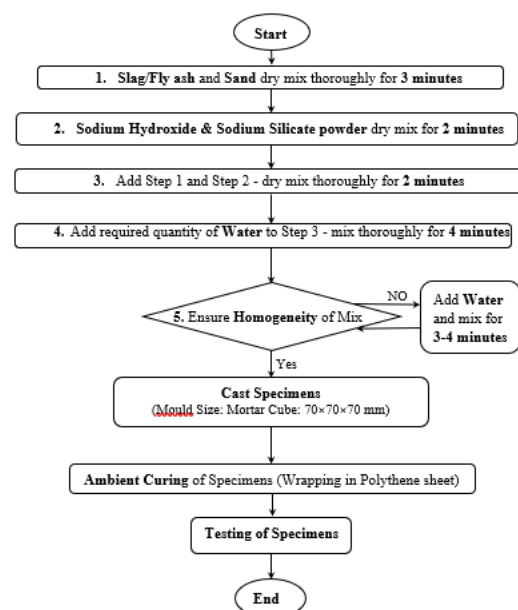 Start
1. Slag/Fly ash and Sand dry mix thoroughly for 3 minutes
2. Sodium Hydroxide & Sodium Silicate powder dry mix for 2 minutes
3. Add Step 1 and Step 2 - dry mix thoroughly for 2 minutes
4. Add required quantity of Water to Step 3 - mix thoroughly for 4 minutes
5. Ensure Homogeneity of Mix
NO
Add Water
and mix for
3-4 minutes
Yes
Cast Specimens
(Mould Size: Mortar Cube: 70×70×70 mm)
Ambient Curing of Specimens (Wrapping in Polythene sheet)
Testing of Specimens
End